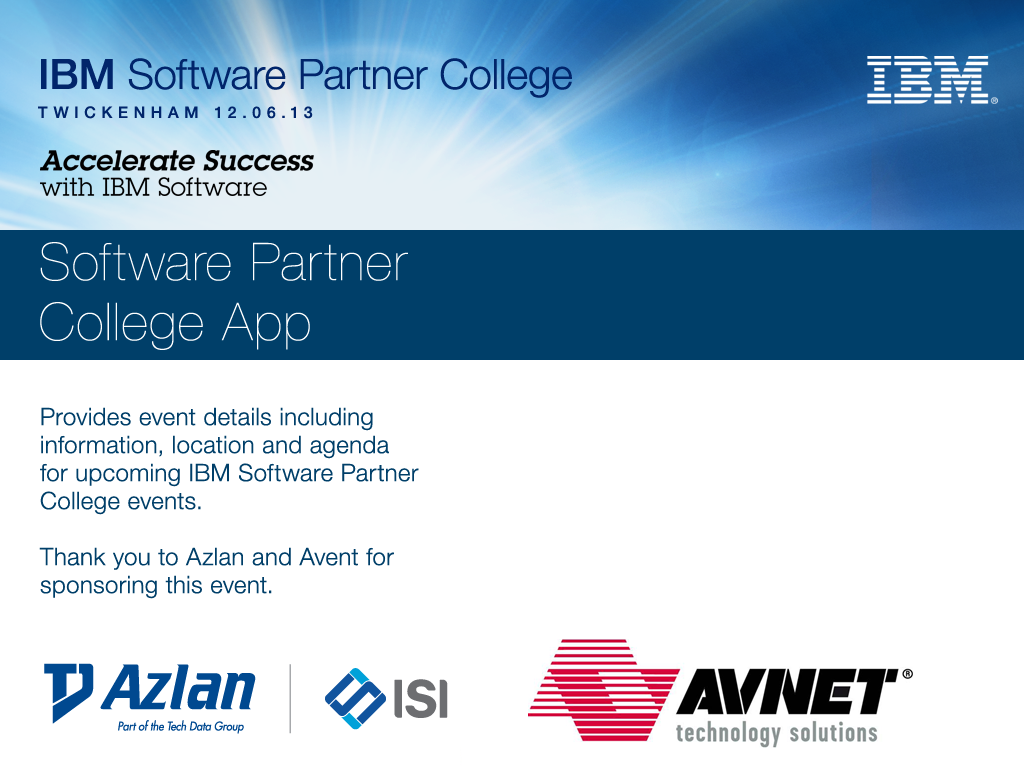 IBM Software Partner College
TWICKENHAM 12.06.13
IBM®
Accelerate Success
with IBM Software
Software Partner
College App
Provides event details including
information, location and agenda
for upcoming IBM Software Partner
College events.
Thank you to Azlan and Avent for
sponsoring this event.
TD Azlan
Part of the Tech Data Group
ISI
AVNET®
technology solutions